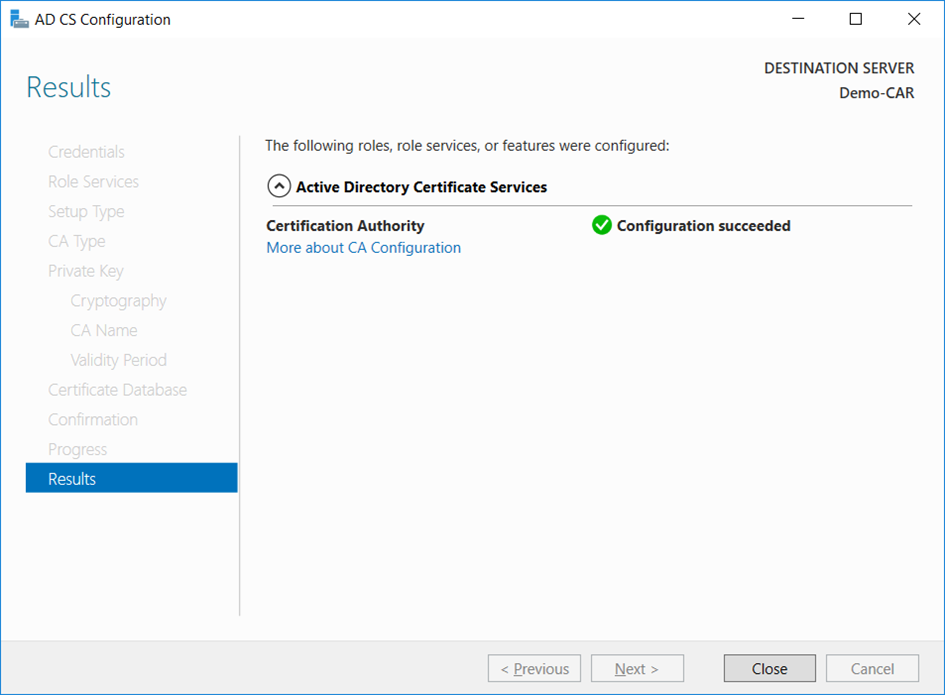 AD CS Configuration
Results
DESTINATION SERVER
Demo-CAR
Credentials
Role Services
Setup Type
CA Type
Private Key
Cryptography
CA Name
Validity Period
Certificate Database
Confirmation
Progress
Results
The following roles, role services, or features were configured:
Active Directory Certificate Services
Certification Authority Configuration succeeded
More about CA Configuration
< Previous Next > Close Cancel